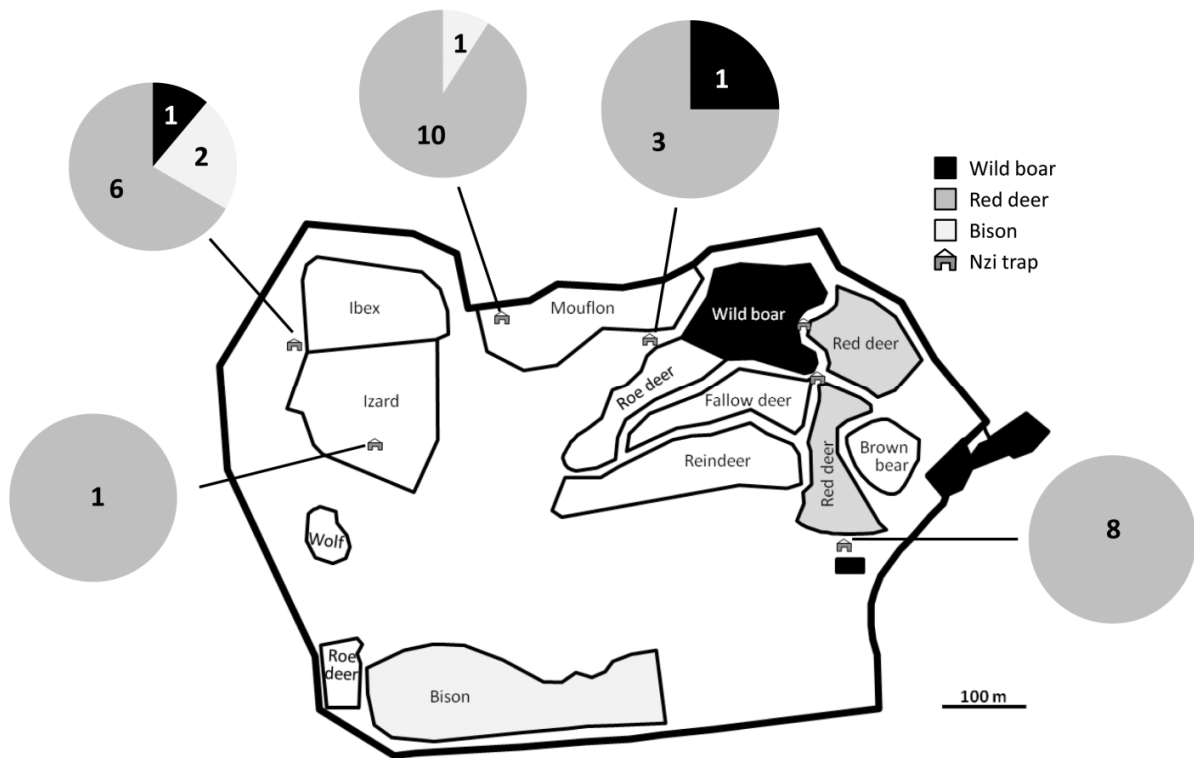 1
10
1
2
6
1
3
Wild boar
Red deer
Bison
Nzi trap
Ibex
Mouflon
Wild boar
Red deer
Izard
Roe deer
Fallow deer
Reindeer
Red deer
Brown
bear
1
8
Wolf
Roe
deer
Bison
100 m